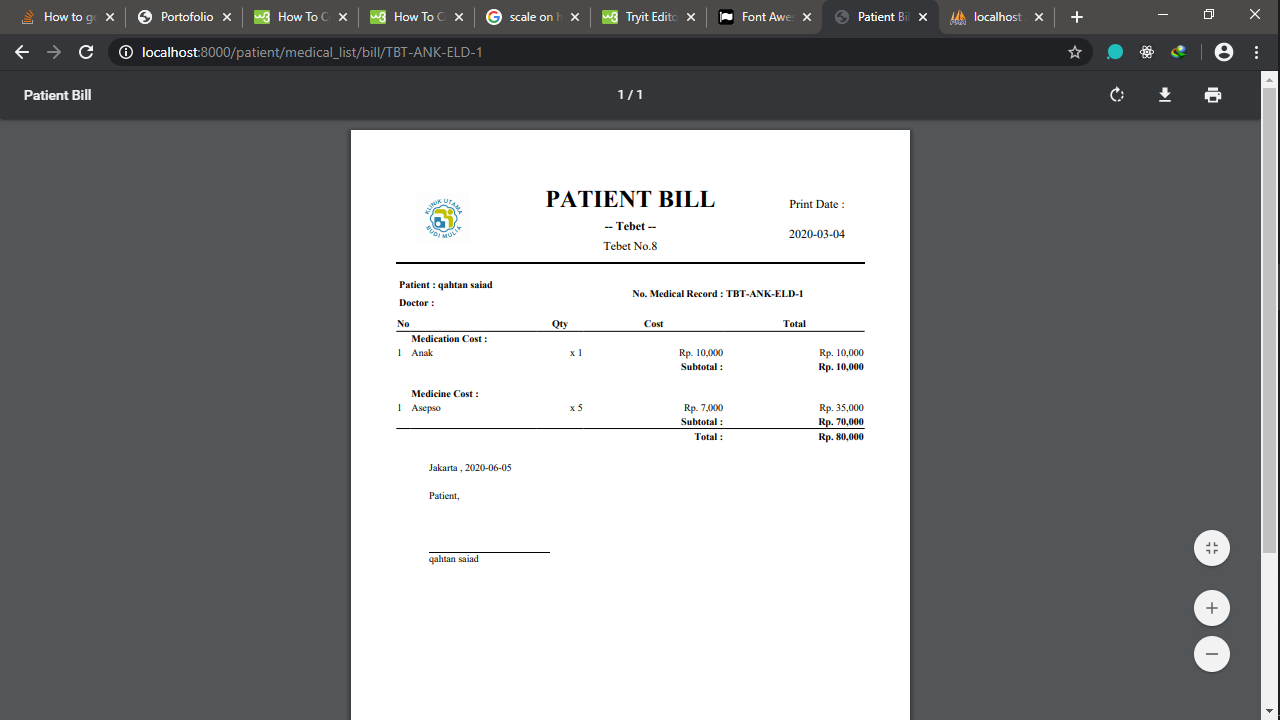 How to ge
Portofolio
How To C
How To C
scale on h
Tryit Edito
Font Awe
Patient Bil
localhost
localhost:8000/patient/medical_list/bill/TBT-ANK-ELD-1
Patient Bill
1 / 1
KLINIK UTAMA
BUDI MULIA
PATIENT BILL
-- Tebet --
Tebet No.8
Print Date :
2020-03-04
Patient : qahtan saiad
Doctor :
No. Medical Record : TBT-ANK-ELD-1
No Qty Cost Total
Medication Cost :
1 Anak x 1 Rp. 10,000 Rp. 10,000
Subtotal : Rp. 10,000
Medicine Cost :
1 Asepso x 5 Rp. 7,000 Rp. 35,000
Subtotal : Rp. 70,000
Total : Rp. 80,000
Jakarta , 2020-06-05
Patient,
qahtan saiad